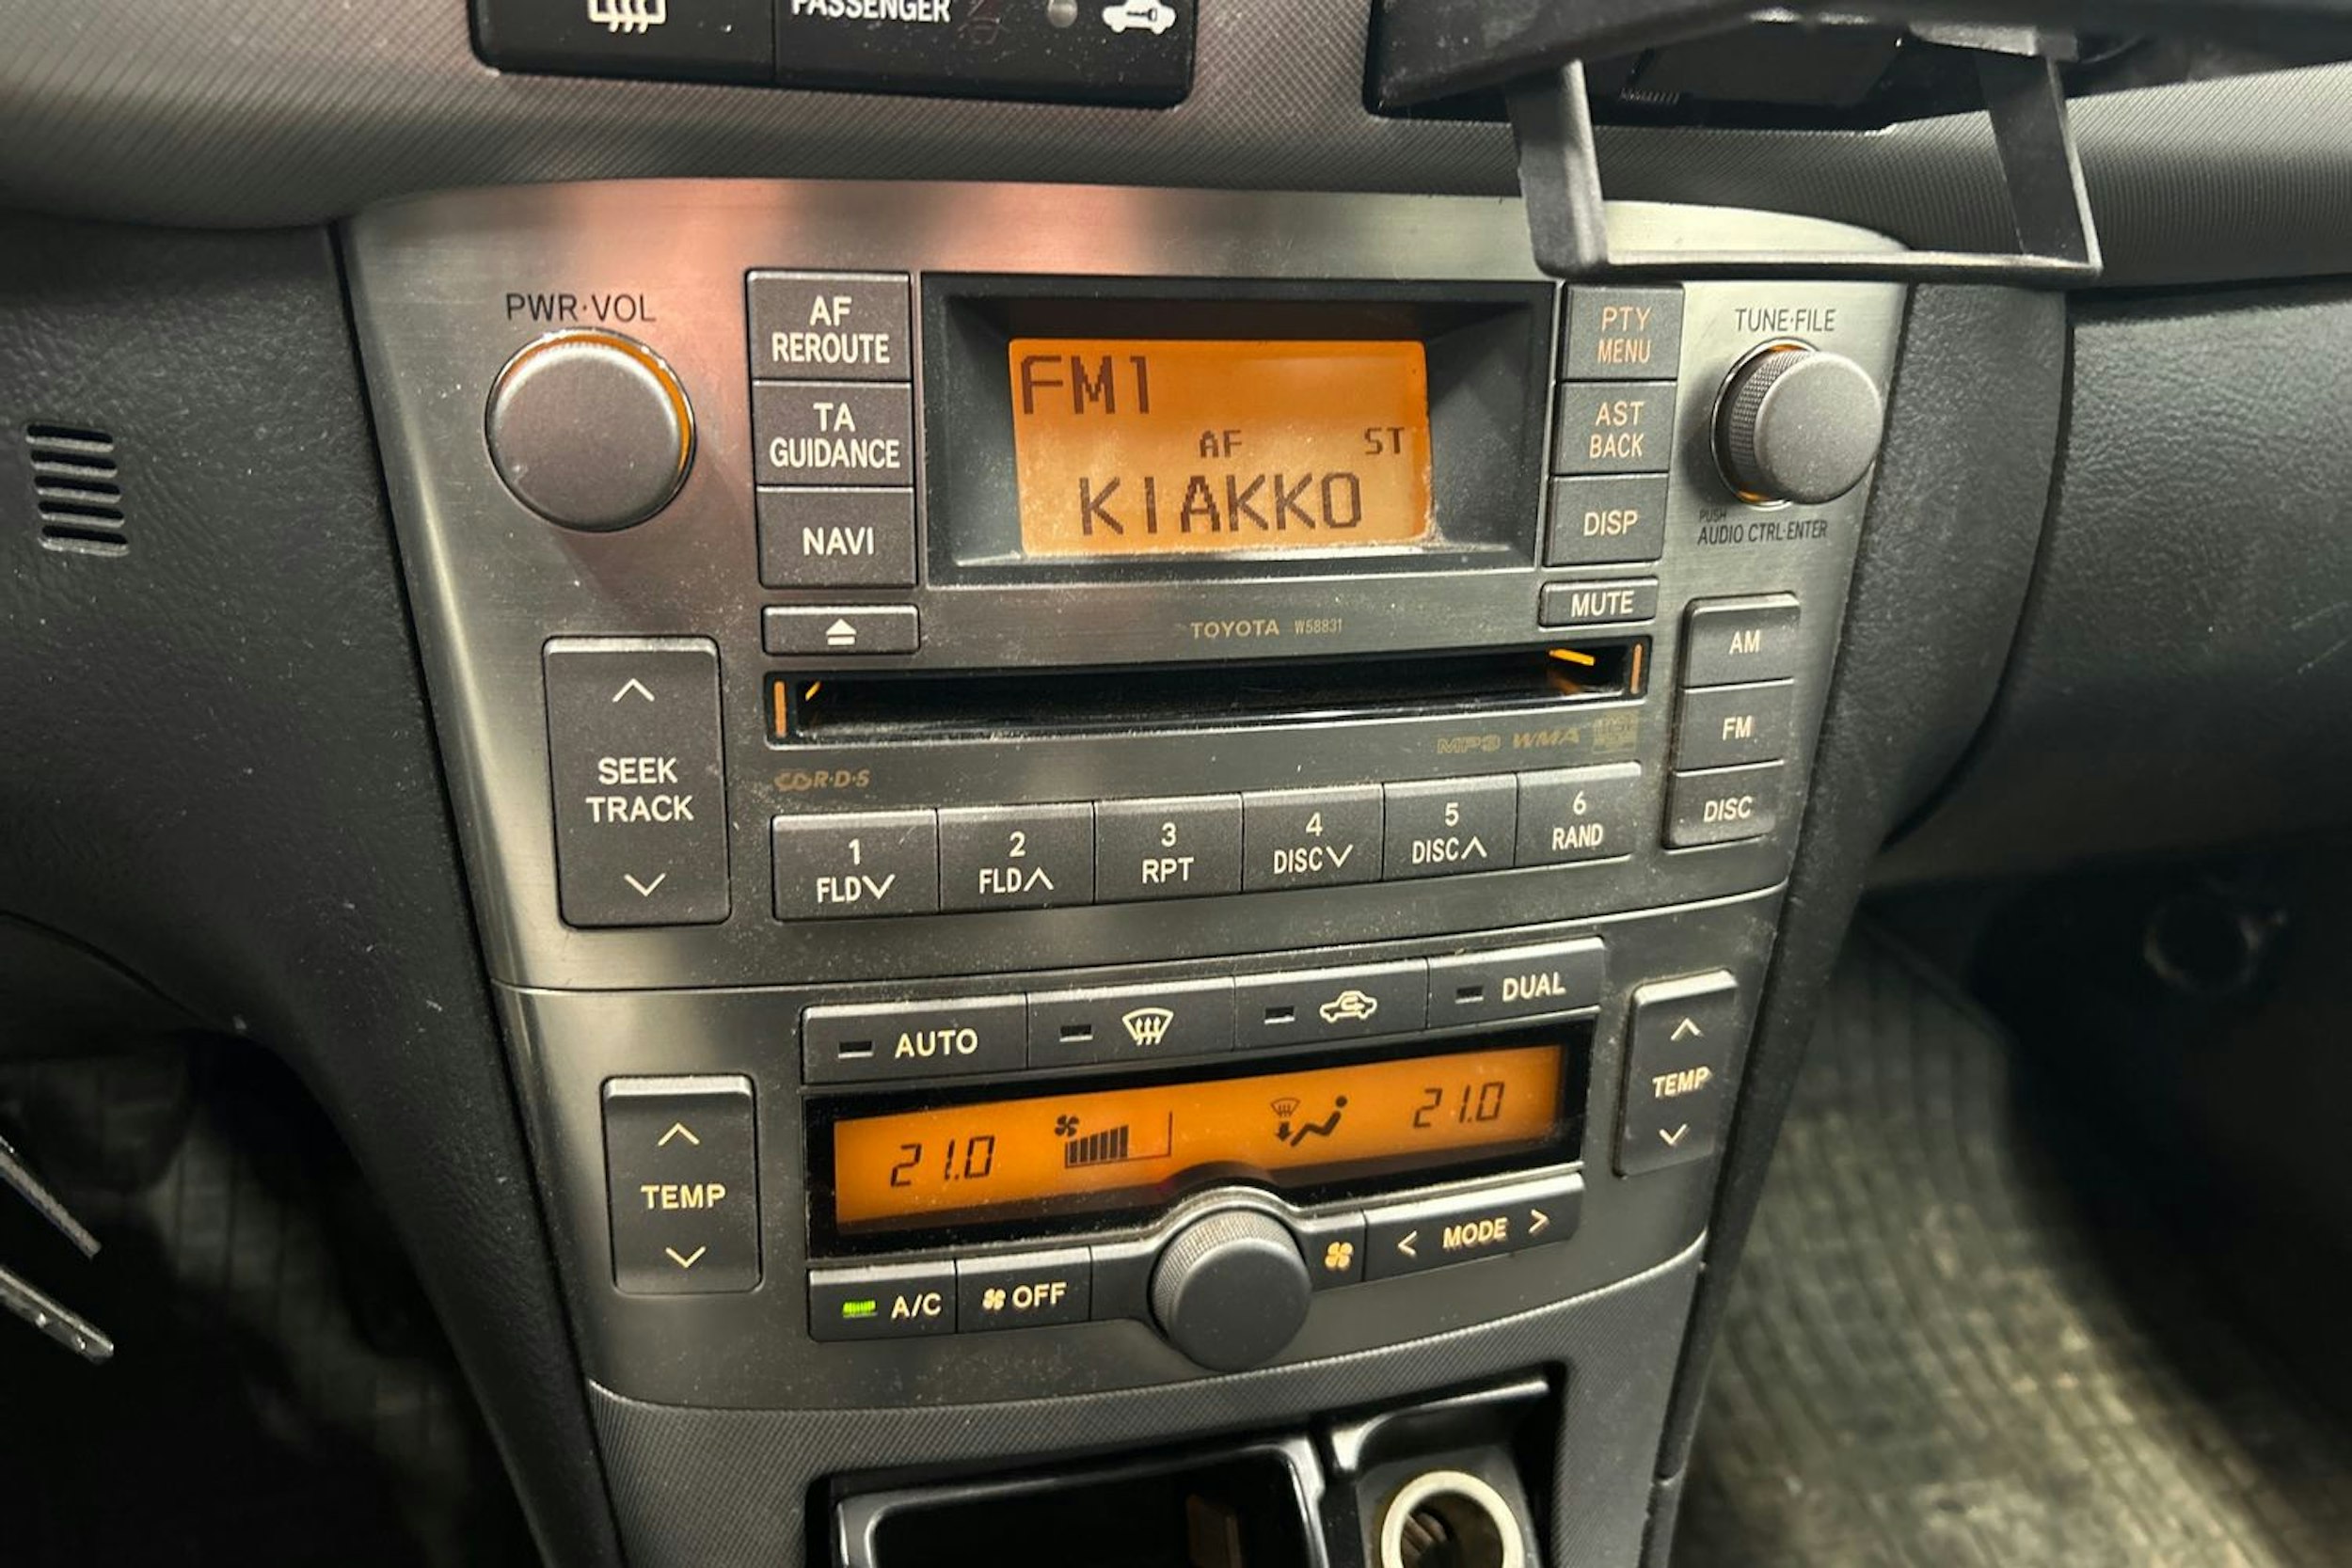 PASSENGER
PWR·VOL
AF
REROUTE
TA
GUIDANCE
NAVI
FM1
AF ST
KIAKKO
PTY
MENU
AST
BACK
DISP
MUTE
TUNE·FILE
PUSH
AUDIO CTRL·ENTER
TOYOTA W58831
AM
FM
DISC
SEEK
TRACK
R·D·S
MP3 WMA
1
FLD
2
FLD
3
RPT
4
DISC
5
DISC
6
RAND
AUTO
DUAL
TEMP
21.0
21.0
TEMP
A/C
OFF
< MODE >